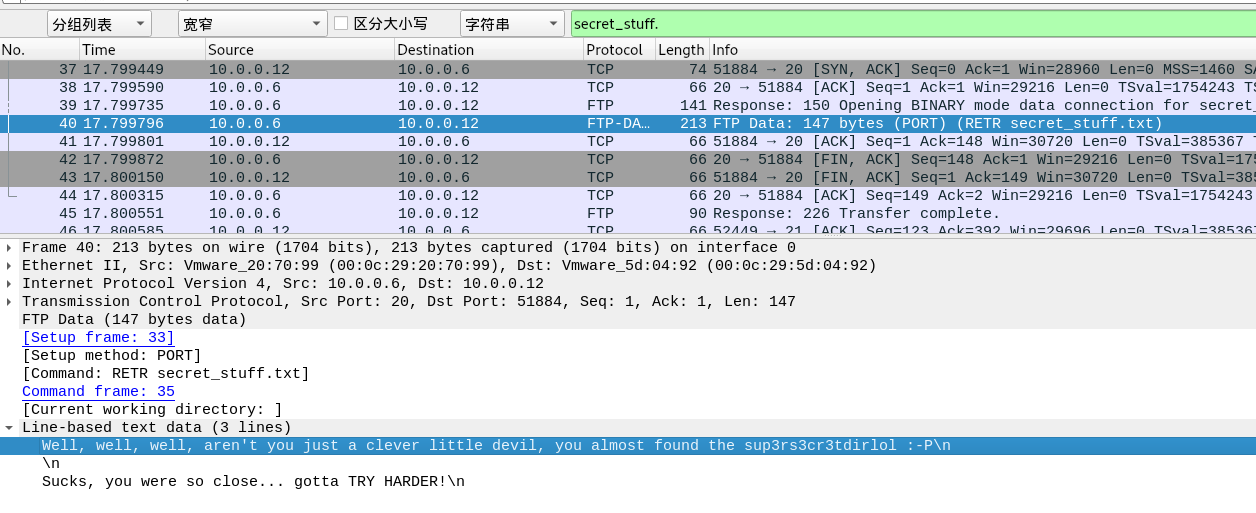 分组列表 宽窄 区分大小写 字符串 secret_stuff.
No. Time Source Destination Protocol Length Info
37 17.799449 10.0.0.12 10.0.0.6 TCP 74 51884 → 20 [SYN, ACK] Seq=0 Ack=1 Win=28960 Len=0 MSS=1460 SA
38 17.799590 10.0.0.6 10.0.0.12 TCP 66 20 → 51884 [ACK] Seq=1 Ack=1 Win=29216 Len=0 TSval=1754243 TS
39 17.799735 10.0.0.6 10.0.0.12 FTP 141 Response: 150 Opening BINARY mode data connection for secret_
40 17.799796 10.0.0.6 10.0.0.12 FTP-DA… 213 FTP Data: 147 bytes (PORT) (RETR secret_stuff.txt)
41 17.799801 10.0.0.12 10.0.0.6 TCP 66 51884 → 20 [ACK] Seq=1 Ack=148 Win=30720 Len=0 TSval=385367 T
42 17.799872 10.0.0.6 10.0.0.12 TCP 66 20 → 51884 [FIN, ACK] Seq=148 Ack=1 Win=29216 Len=0 TSval=175
43 17.800150 10.0.0.12 10.0.0.6 TCP 66 51884 → 20 [FIN, ACK] Seq=1 Ack=149 Win=30720 Len=0 TSval=385
44 17.800315 10.0.0.6 10.0.0.12 TCP 66 20 → 51884 [ACK] Seq=149 Ack=2 Win=29216 Len=0 TSval=1754243
45 17.800551 10.0.0.6 10.0.0.12 FTP 90 Response: 226 Transfer complete.
46 17.800585 10.0.0.12 10.0.0.6 TCP 66 52449 → 21 [ACK] Seq=123 Ack=392 Win=29696 Len=0 TSval=385367
Frame 40: 213 bytes on wire (1704 bits), 213 bytes captured (1704 bits) on interface 0
Ethernet II, Src: Vmware_20:70:99 (00:0c:29:20:70:99), Dst: Vmware_5d:04:92 (00:0c:29:5d:04:92)
Internet Protocol Version 4, Src: 10.0.0.6, Dst: 10.0.0.12
Transmission Control Protocol, Src Port: 20, Dst Port: 51884, Seq: 1, Ack: 1, Len: 147
FTP Data (147 bytes data)
[Setup frame: 33]
[Setup method: PORT]
[Command: RETR secret_stuff.txt]
Command frame: 35
[Current working directory: ]
Line-based text data (3 lines)
Well, well, well, aren't you just a clever little devil, you almost found the sup3rs3cr3tdirlol :-P\n
\n
Sucks, you were so close... gotta TRY HARDER!\n